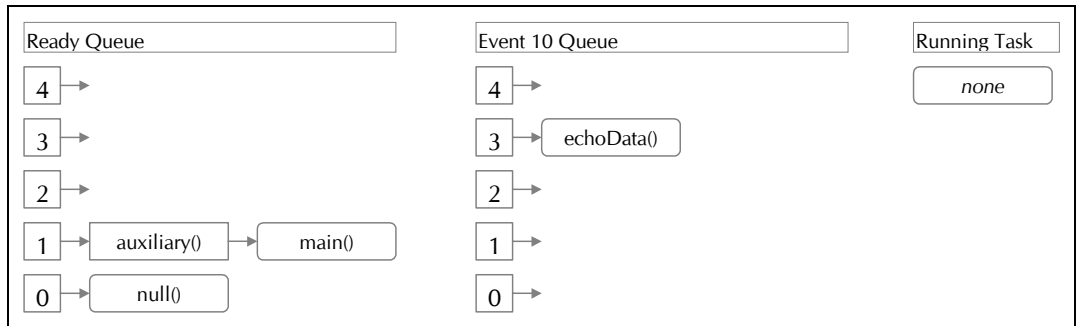 Ready Queue Event 10 Queue Running Task
4 4 none
3 3 echoData()
2 2
1 auxiliary() main() 1
0 null() 0